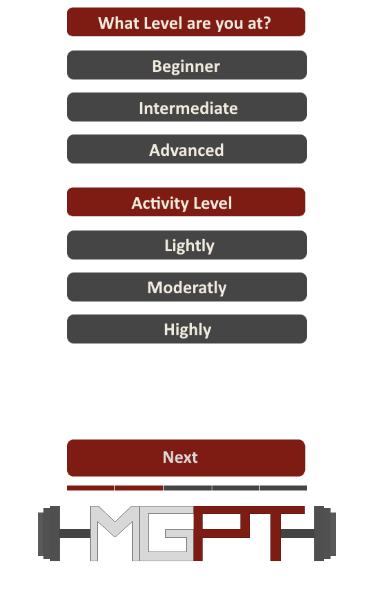 What Level are you at?
Beginner
Intermediate
Advanced
Activity Level
Lightly
Moderatly
Highly
Next
MGPT